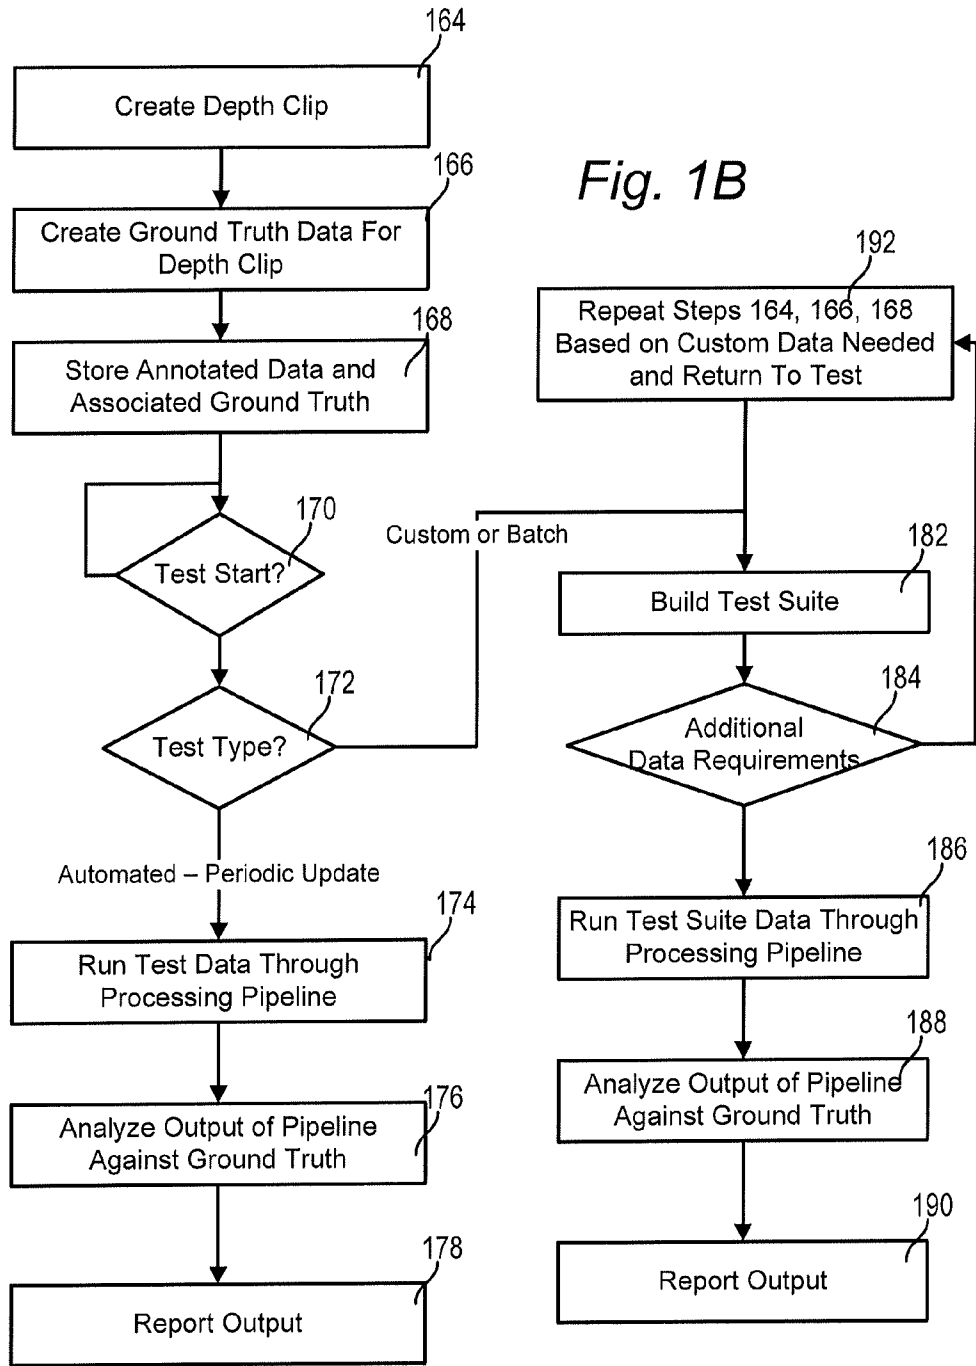 164
Create Depth Clip
166
Create Ground Truth Data For
Depth Clip
168
Store Annotated Data and
Associated Ground Truth
170
Test Start?
172
Test Type?
Automated – Periodic Update
174
Run Test Data Through
Processing Pipeline
176
Analyze Output of Pipeline
Against Ground Truth
178
Report Output
Fig. 1B
192
Repeat Steps 164, 166, 168
Based on Custom Data Needed
and Return To Test
Custom or Batch
182
Build Test Suite
184
Additional
Data Requirements
186
Run Test Suite Data Through
Processing Pipeline
188
Analyze Output of Pipeline
Against Ground Truth
190
Report Output